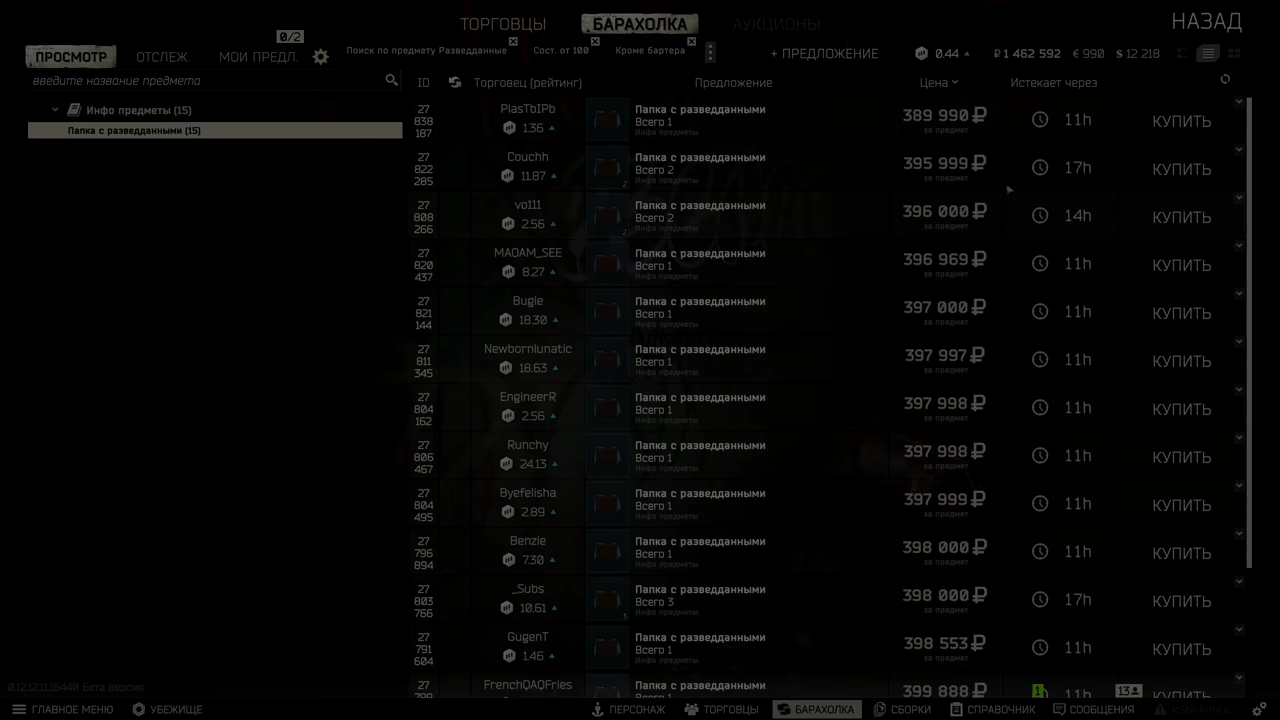 ТОРГОВЦЫ БАРАХОЛКА АУКЦИОНЫ НАЗАД
0/2
ПРОСМОТР ОТСЛЕЖ. МОИ ПРЕДЛ. Поиск по предмету Разведданные Сост. от 100 Кроме бартера + ПРЕДЛОЖЕНИЕ 0.44 ₽ 1 462 592 € 990 $ 12 218
введите название предмета ID Торговец (рейтинг) Предложение Цена Истекает через
Инфо предметы (15)
Папка с разведданными (15)
27 838 187 PlasTbIPb 1.36 Папка с разведданными Всего 1 Инфо предметы 389 990 ₽ за предмет 11h КУПИТЬ
27 822 285 Couchh 11.87 2 Папка с разведданными Всего 2 Инфо предметы 395 999 ₽ за предмет 17h КУПИТЬ
27 808 266 vo111 2.56 2 Папка с разведданными Всего 2 Инфо предметы 396 000 ₽ за предмет 14h КУПИТЬ
27 820 437 MAOAM_SEE 8.27 Папка с разведданными Всего 1 Инфо предметы 396 969 ₽ за предмет 11h КУПИТЬ
27 821 144 Bugie 18.30 Папка с разведданными Всего 1 Инфо предметы 397 000 ₽ за предмет 11h КУПИТЬ
27 811 345 Newbornlunatic 18.63 Папка с разведданными Всего 1 Инфо предметы 397 997 ₽ за предмет 11h КУПИТЬ
27 804 162 EngineerR 2.56 Папка с разведданными Всего 1 Инфо предметы 397 998 ₽ за предмет 11h КУПИТЬ
27 806 467 Runchy 24.13 Папка с разведданными Всего 1 Инфо предметы 397 998 ₽ за предмет 11h КУПИТЬ
27 804 495 Byefelisha 2.89 Папка с разведданными Всего 1 Инфо предметы 397 999 ₽ за предмет 11h КУПИТЬ
27 796 894 Benzie 7.30 Папка с разведданными Всего 1 Инфо предметы 398 000 ₽ за предмет 11h КУПИТЬ
27 803 766 _Subs 10.61 3 Папка с разведданными Всего 3 Инфо предметы 398 000 ₽ за предмет 17h КУПИТЬ
27 791 604 GugenT 1.46 Папка с разведданными Всего 1 Инфо предметы 398 553 ₽ за предмет 11h КУПИТЬ
27 FrenchQAQFries Папка с разведданными 399 888 ₽ 11h КУПИТЬ
0.12.12.11.15440 Бета версия 1 13
ГЛАВНОЕ МЕНЮ УБЕЖИЩЕ ПЕРСОНАЖ ТОРГОВЦЫ БАРАХОЛКА СБОРКИ СПРАВОЧНИК СООБЩЕНИЯ ИЗБРАННОЕ